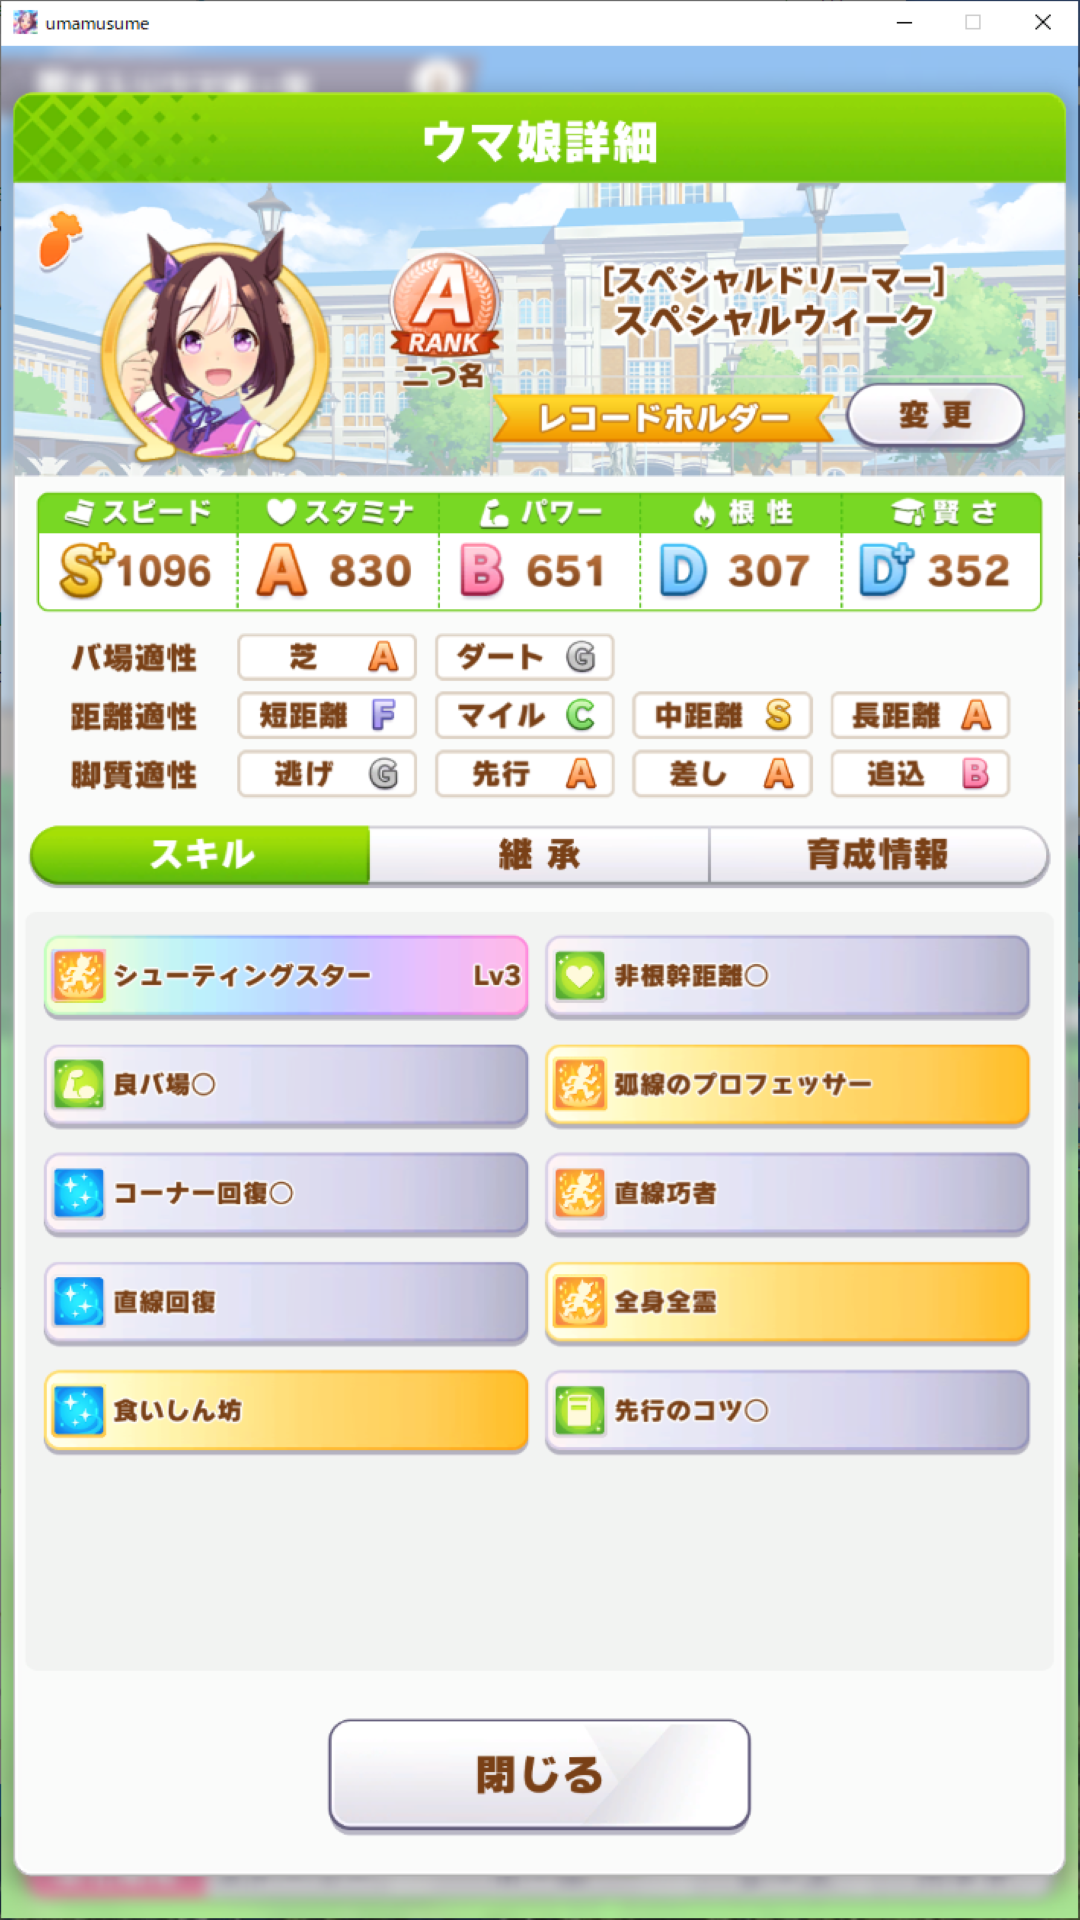 umamusume
ウマ娘詳細
A
RANK
二つ名
[スペシャルドリーマー]
スペシャルウィーク
レコードホルダー
変更
スピード スタミナ パワー 根性 賢さ
S+ 1096 A 830 B 651 D 307 D+ 352
バ場適性 芝 A ダート G
距離適性 短距離 F マイル C 中距離 S 長距離 A
脚質適性 逃げ G 先行 A 差し A 追込 B
スキル 継承 育成情報
シューティングスター Lv3 非根幹距離○
良バ場○ 弧線のプロフェッサー
コーナー回復○ 直線巧者
直線回復 全身全霊
食いしん坊 先行のコツ○
閉じる